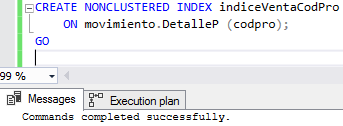 CREATE NONCLUSTERED INDEX indiceVentaCodPro
ON movimiento.DetalleP (codpro);
GO
99 %
Messages Execution plan
Commands completed successfully.